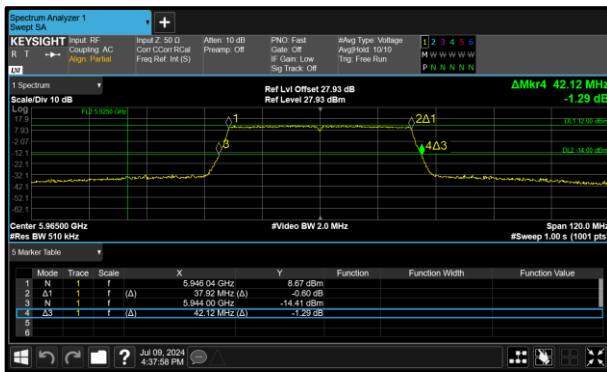 Spectrum Analyzer 1
Swept SA
KEYSIGHT Input: RF Input Z: 50 Ω Atten: 10 dB PNO: Fast #Avg Type: Voltage 1 2 3 4 5 6
R T Coupling: AC Corr CCorr RCal Preamp: Off Gate: Off Avg|Hold: 10/10 M W W W W W
Align: Partial Freq Ref: Int (S) IF Gain: Low Trig: Free Run
Sig Track: Off P N N N N N
LXI
1 Spectrum Ref Lvl Offset 27.93 dB ΔMkr4 42.12 MHz
Scale/Div 10 dB Ref Level 27.93 dBm -1.29 dB
Log
17.9 FL2 5.9250 GHz 1 2Δ1 DL1 12.00 dBm
7.93
-2.07 3 4Δ3
-12.1 DL2 -14.00 dBm
-22.1
-32.1
-42.1
-52.1
-62.1
Center 5.96500 GHz #Video BW 2.0 MHz Span 120.0 MHz
#Res BW 510 kHz #Sweep 1.00 s (1001 pts)
5 Marker Table
Mode Trace Scale X Y Function Function Width Function Value
1 N 1 f 5.946 04 GHz 8.67 dBm
2 Δ1 1 f (Δ) 37.92 MHz (Δ) -0.60 dB
3 N 1 f 5.944 00 GHz -14.41 dBm
4 Δ3 1 f (Δ) 42.12 MHz (Δ) -1.29 dB
5
6
? Jul 09, 2024
4:37:58 PM